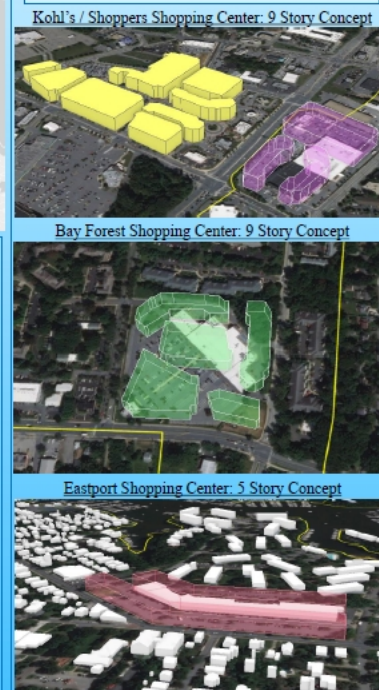 Kohl's / Shoppers Shopping Center: 9 Story Concept
Bay Forest Shopping Center: 9 Story Concept
Eastport Shopping Center: 5 Story Concept